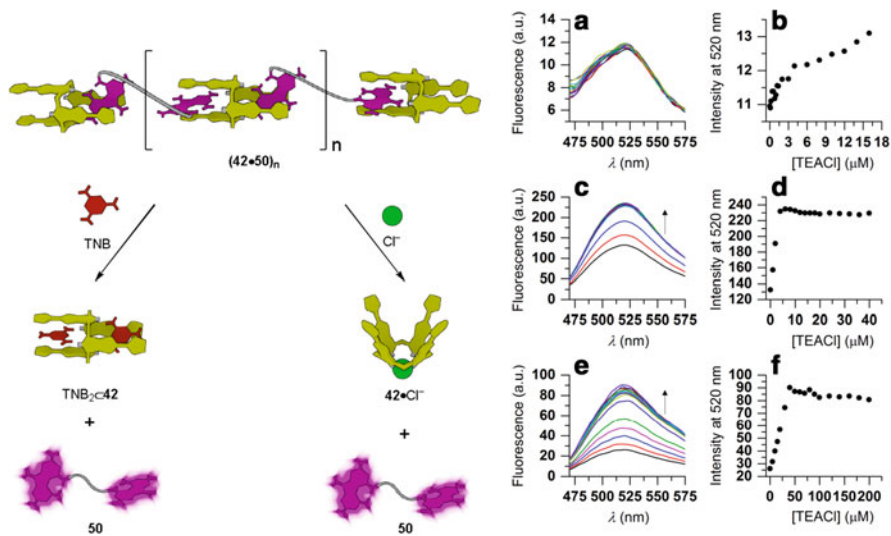 (42•50)n
n
TNB
Cl⁻
TNB₂⊂42
42•Cl⁻
+
+
50
50
a
Fluorescence (a.u.)
14
12
10
8
6
475 500 525 550 575
λ (nm)
b
Intensity at 520 nm
13
12
11
0 3 6 9 12 15 18
[TEACl] (μM)
c
Fluorescence (a.u.)
250
200
150
100
50
0
475 500 525 550 575
λ (nm)
d
Intensity at 520 nm
240
220
200
180
160
140
120
0 10 20 30 40
[TEACl] (μM)
e
Fluorescence (a.u.)
100
80
60
40
20
0
475 500 525 550 575
λ (nm)
f
Intensity at 520 nm
100
90
80
70
60
50
40
30
20
0 50 100 150 200
[TEACl] (μM)